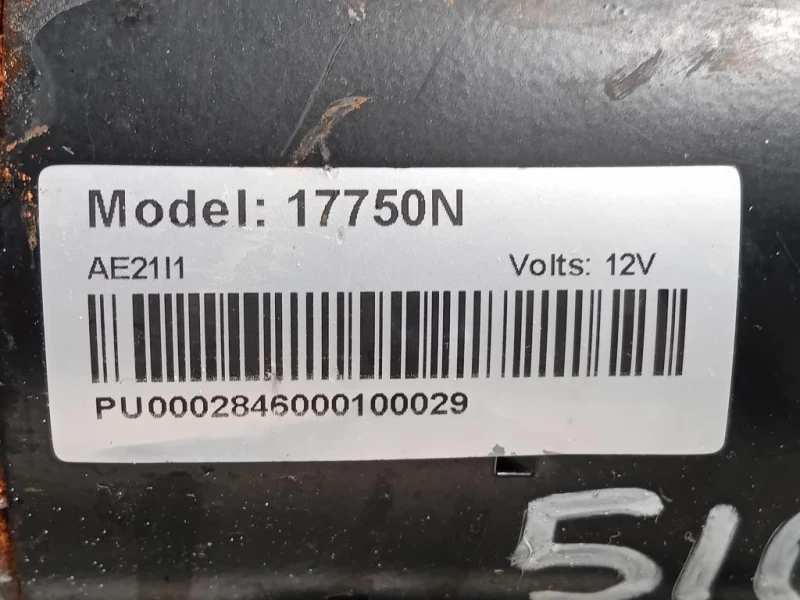 Model: 17750N
AE21I1 Volts: 12V
PU0002846000100029